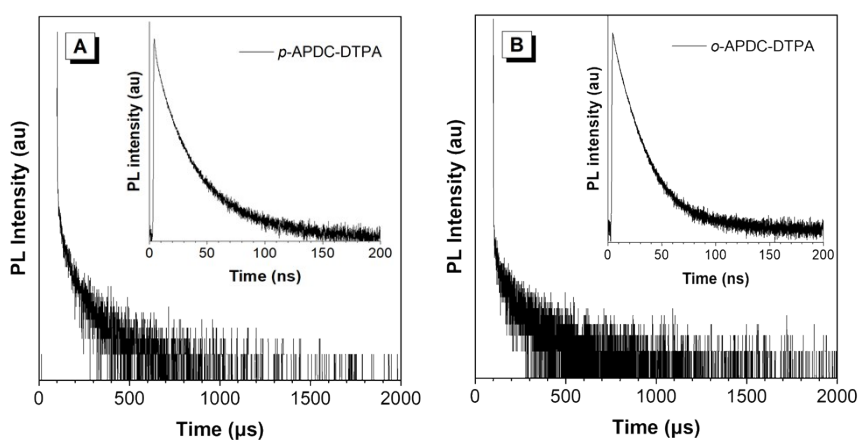 A
p-APDC-DTPA
PL intensity (au)
0 50 100 150 200
Time (ns)
PL Intensity (au)
0 500 1000 1500 2000
Time (µs)
B
o-APDC-DTPA
PL intensity (au)
0 50 100 150 200
Time (ns)
PL Intensity (au)
0 500 1000 1500 2000
Time (µs)